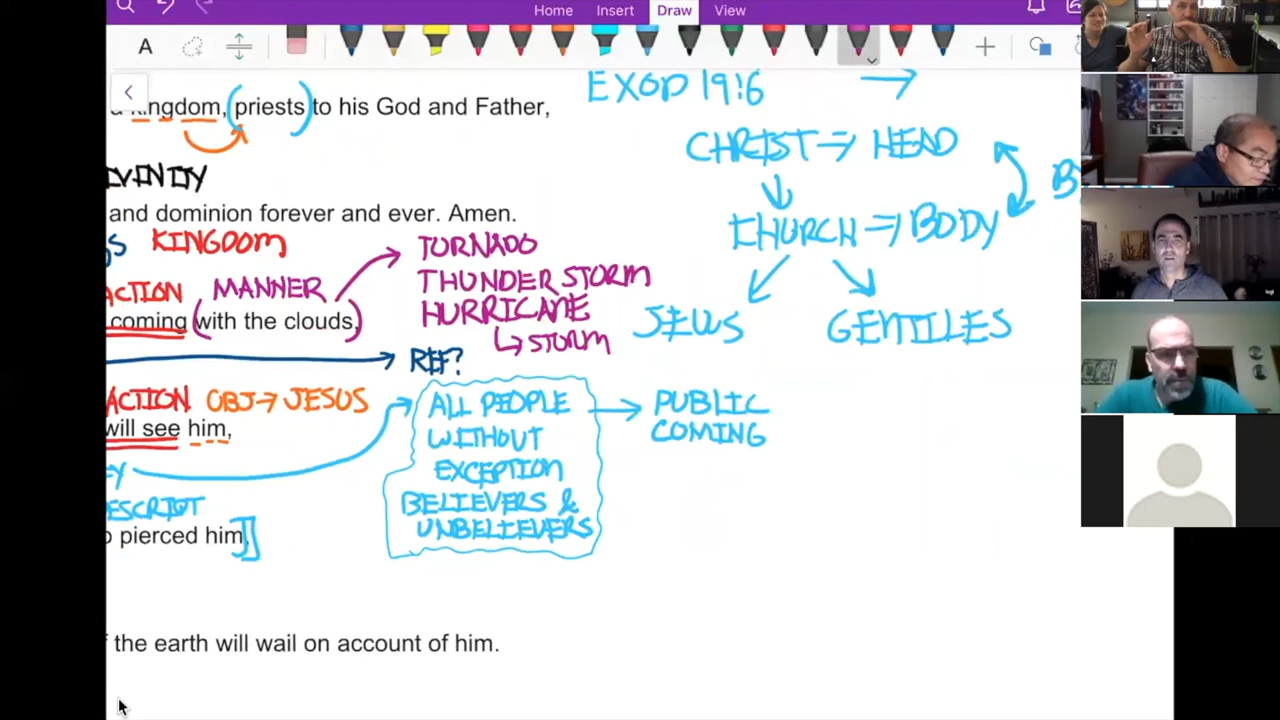 Home Insert Draw View
A
EXOD 19:6
kingdom, (priests) to his God and Father,
CHRIST ⇒ HEAD
CHURCH ⇒ BODY
and dominion forever and ever. Amen.
KINGDOM
TORNADO
ACTION MANNER
THUNDER STORM
coming (with the clouds,)
HURRICANE
STORM
JEWS GENTILES
REF?
ACTION OBJ → JESUS
ALL PEOPLE
WITHOUT
EXCEPTION
BELIEVERS &
UNBELIEVERS
PUBLIC
COMING
will see him,
pierced him,]]
the earth will wail on account of him.